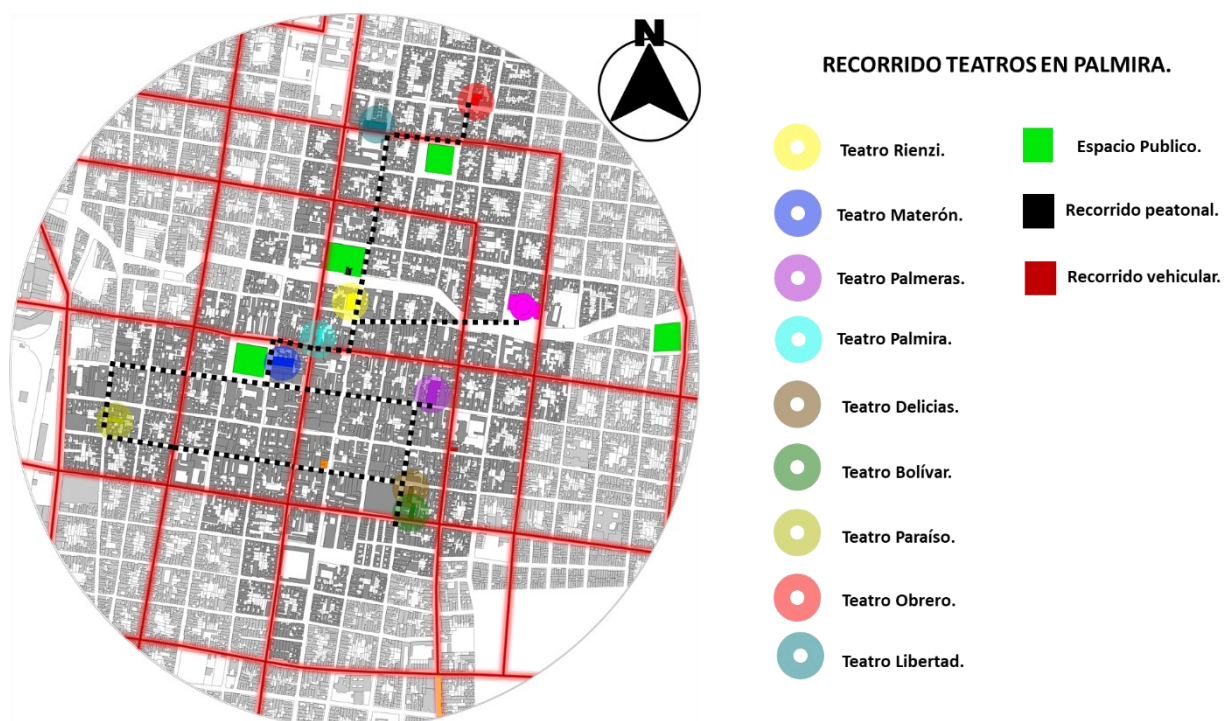 N
RECORRIDO TEATROS EN PALMIRA.
Teatro Rienzi.
Espacio Publico.
Teatro Materón.
Recorrido peatonal.
Teatro Palmeras.
Recorrido vehicular.
Teatro Palmira.
Teatro Delicias.
Teatro Bolívar.
Teatro Paraíso.
Teatro Obrero.
Teatro Libertad.